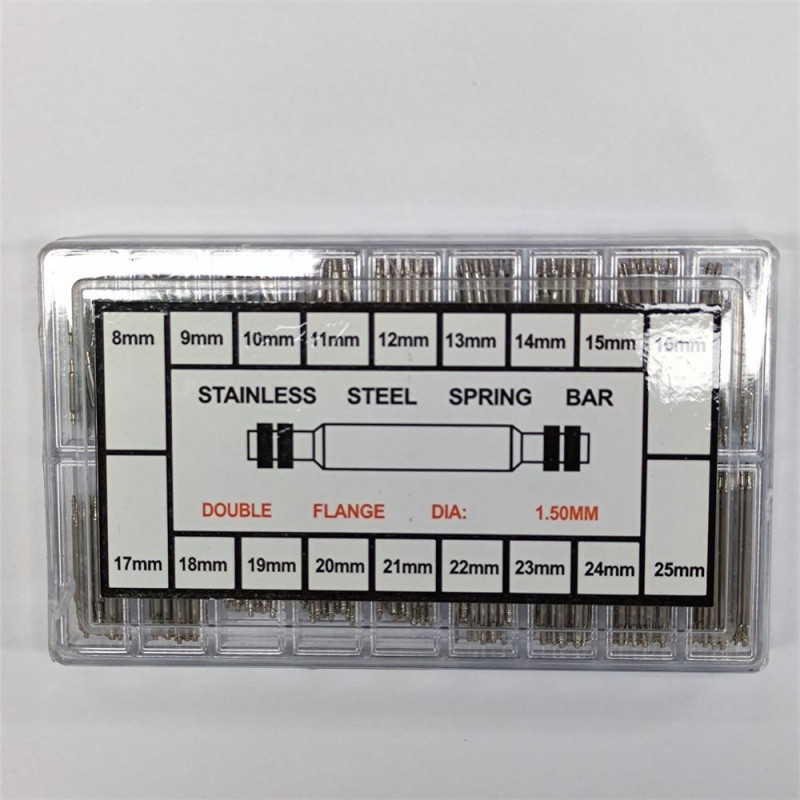 8mm 9mm 10mm 11mm 12mm 13mm 14mm 15mm 16mm
STAINLESS STEEL SPRING BAR
DOUBLE FLANGE DIA: 1.50MM
17mm 18mm 19mm 20mm 21mm 22mm 23mm 24mm 25mm